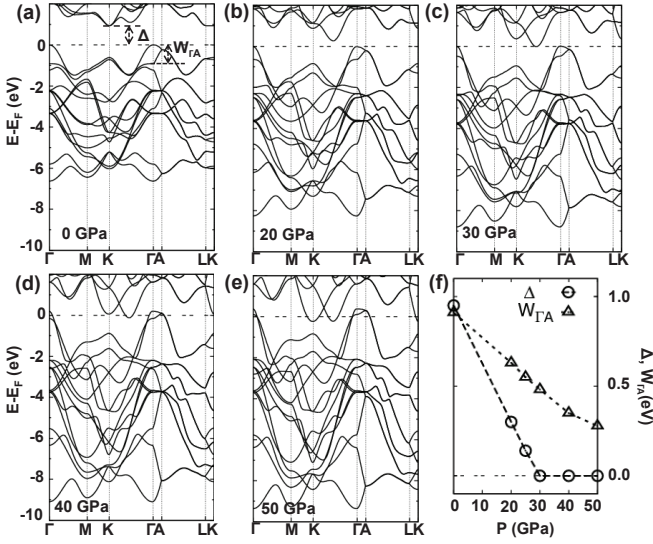 (a) (b) (c)
Δ
W_ΓA
0
-2
-4
-6
-8
-10
E-E_F (eV)
0 GPa 20 GPa 30 GPa
Γ M K ΓA LK Γ M K ΓA LK Γ M K ΓA LK
(d) (e) (f)
0
-2
-4
-6
-8
-10
E-E_F (eV)
40 GPa 50 GPa
Γ M K ΓA LK Γ M K ΓA LK
Δ
W_ΓA
1.0
0.5
0.0
Δ, W_ΓA (eV)
0 10 20 30 40 50
P (GPa)